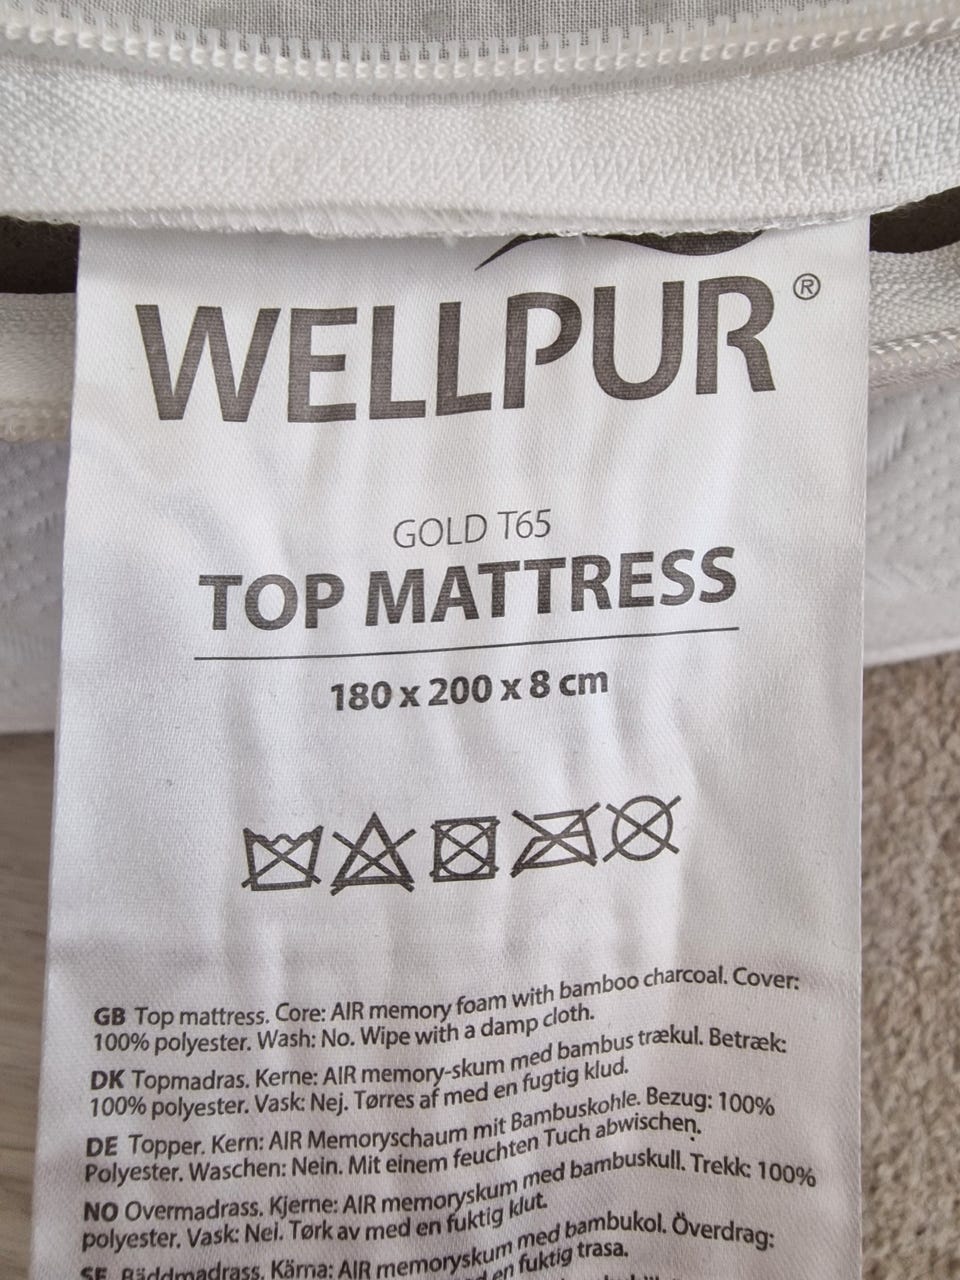 WELLPUR®
GOLD T65
TOP MATTRESS
180 x 200 x 8 cm
GB Top mattress. Core: AIR memory foam with bamboo charcoal. Cover:
100% polyester. Wash: No. Wipe with a damp cloth.
DK Topmadras. Kerne: AIR memory-skum med bambus trækul. Betræk:
100% polyester. Vask: Nej. Tørres af med en fugtig klud.
DE Topper. Kern: AIR Memoryschaum mit Bambuskohle. Bezug: 100%
Polyester. Waschen: Nein. Mit einem feuchten Tuch abwischen.
NO Overmadrass. Kjerne: AIR memoryskum med bambuskull. Trekk: 100%
polyester. Vask: Nei. Tørk av med en fuktig klut.
SE Bäddmadrass. Kärna: AIR memoryskum med bambukol. Överdrag:
en fuktig trasa.